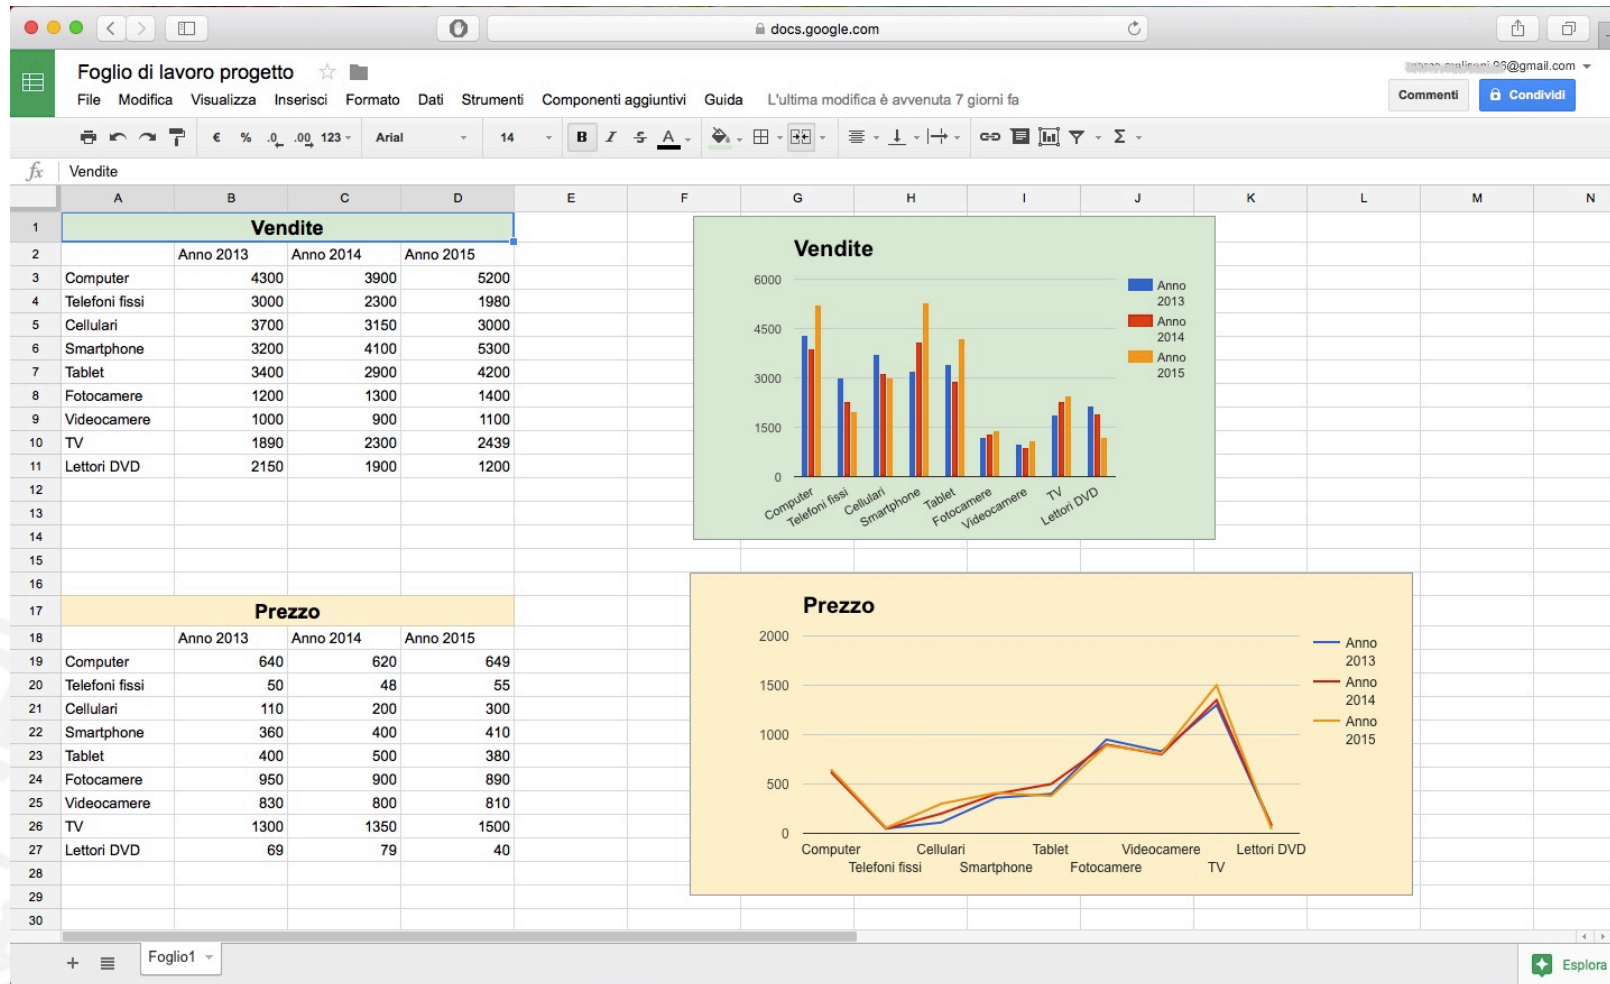 docs.google.com
Foglio di lavoro progetto
@gmail.com
File Modifica Visualizza Inserisci Formato Dati Strumenti Componenti aggiuntivi Guida L'ultima modifica è avvenuta 7 giorni fa
Commenti Condividi
€ % .0 .00 123 Arial 14 B I S A Σ
fx Vendite
A B C D E F G H I J K L M N
1 Vendite
2 Anno 2013 Anno 2014 Anno 2015
3 Computer 4300 3900 5200
4 Telefoni fissi 3000 2300 1980
5 Cellulari 3700 3150 3000
6 Smartphone 3200 4100 5300
7 Tablet 3400 2900 4200
8 Fotocamere 1200 1300 1400
9 Videocamere 1000 900 1100
10 TV 1890 2300 2439
11 Lettori DVD 2150 1900 1200
12
13
14
15
16
17 Prezzo
18 Anno 2013 Anno 2014 Anno 2015
19 Computer 640 620 649
20 Telefoni fissi 50 48 55
21 Cellulari 110 200 300
22 Smartphone 360 400 410
23 Tablet 400 500 380
24 Fotocamere 950 900 890
25 Videocamere 830 800 810
26 TV 1300 1350 1500
27 Lettori DVD 69 79 40
28
29
30
Vendite
6000
4500
3000
1500
0
Computer Telefoni fissi Cellulari Smartphone Tablet Fotocamere Videocamere TV Lettori DVD
Anno
2013
Anno
2014
Anno
2015
Prezzo
2000
1500
1000
500
0
Computer Cellulari Tablet Videocamere Lettori DVD
Telefoni fissi Smartphone Fotocamere TV
Anno
2013
Anno
2014
Anno
2015
Foglio1
Esplora